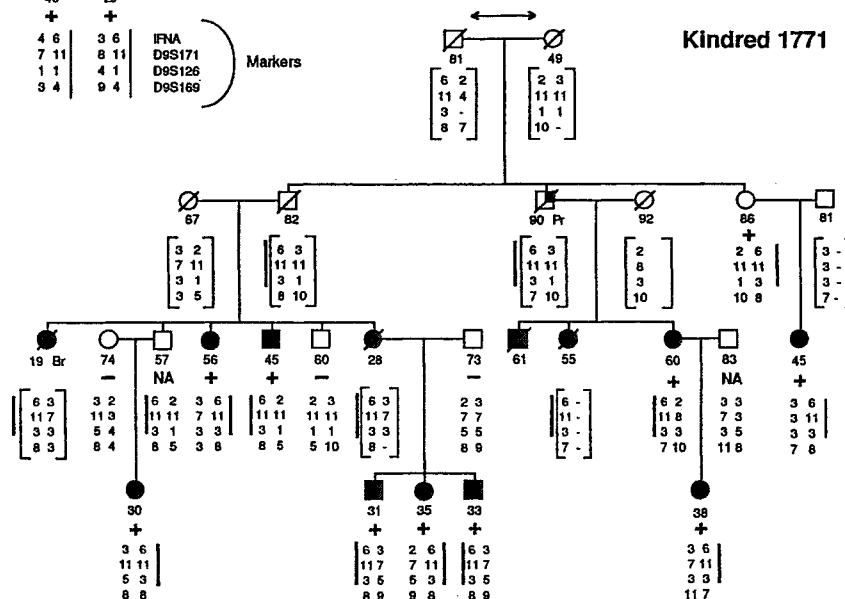 + +
4 6 3 6 IFNA
7 11 8 11 D9S171
1 1 4 1 D9S126
3 4 9 4 D9S169
Markers
Kindred 1771
81 49
6 2 2 3
11 4 11 11
3 - 1 1
8 7 10 -
67 82 90 Pr 92 86 81
+
3 2 6 3 6 3 2 2 6 3 -
7 11 11 11 11 11 8 11 11 3 -
3 1 3 1 3 1 3 1 3 3 -
3 5 8 10 7 10 10 10 8 7 -
19 Br 74 57 56 45 60 28 73 61 55 60 83 45
− NA + + − − + NA +
6 3 3 2 6 2 3 6 6 2 2 3 6 3 2 3 6 - 6 2 3 3 3 6
11 7 11 3 11 11 7 11 11 11 11 11 11 7 7 7 11 - 11 8 7 3 3 11
3 3 5 4 3 1 3 3 3 1 1 1 3 3 5 5 3 - 3 3 3 5 3 3
8 3 8 4 8 5 3 8 8 5 5 10 8 - 8 9 7 - 7 10 11 8 7 8
30 31 35 33 38
+ + + + +
3 6 6 3 2 6 6 3 3 6
11 11 11 7 7 11 11 7 7 11
5 3 3 5 5 3 3 5 3 3
8 8 8 9 9 8 8 9 11 7